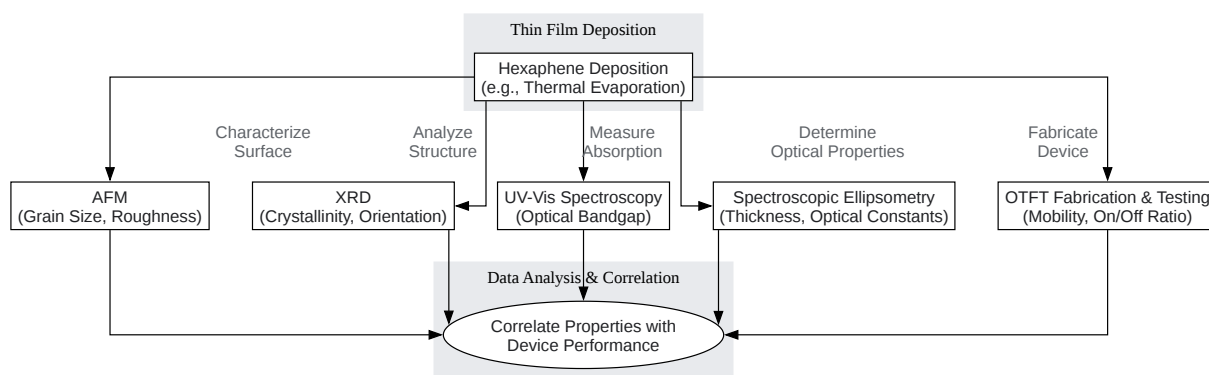 Thin Film Deposition
Hexaphene Deposition
(e.g., Thermal Evaporation)
Characterize
Surface
Analyze
Structure
Measure
Absorption
Determine
Optical Properties
Fabricate
Device
AFM
(Grain Size, Roughness)
XRD
(Crystallinity, Orientation)
UV-Vis Spectroscopy
(Optical Bandgap)
Spectroscopic Ellipsometry
(Thickness, Optical Constants)
OTFT Fabrication & Testing
(Mobility, On/Off Ratio)
Data Analysis & Correlation
Correlate Properties with
Device Performance